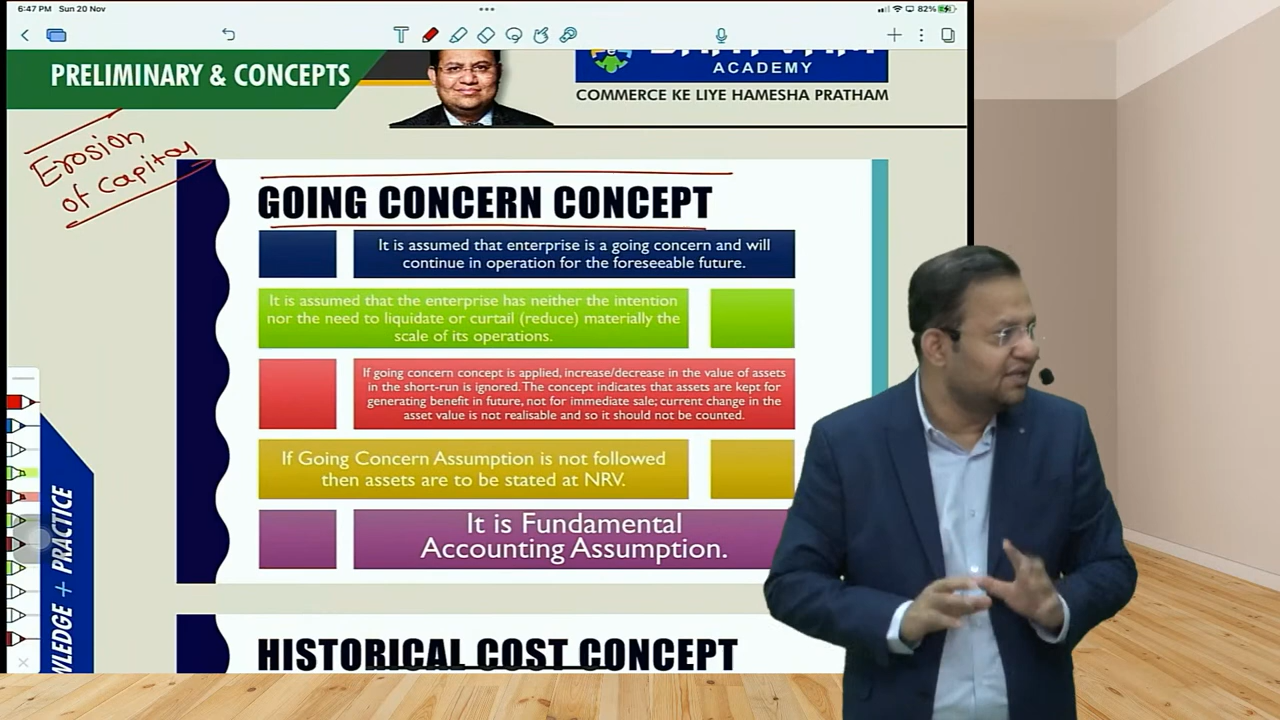 6:47 PM Sun 20 Nov
82%
PRELIMINARY & CONCEPTS
ACADEMY
COMMERCE KE LIYE HAMESHA PRATHAM
Erosion
of Capital
GOING CONCERN CONCEPT
It is assumed that enterprise is a going concern and will
continue in operation for the foreseeable future.
It is assumed that the enterprise has neither the intention
nor the need to liquidate or curtail (reduce) materially the
scale of its operations.
If going concern concept is applied, increase/decrease in the value of assets
in the short-run is ignored. The concept indicates that assets are kept for
generating benefit in future, not for immediate sale; current change in the
asset value is not realisable and so it should not be counted.
If Going Concern Assumption is not followed
then assets are to be stated at NRV.
It is Fundamental
Accounting Assumption.
+ PRACTICE
HISTORICAL COST CONCEPT